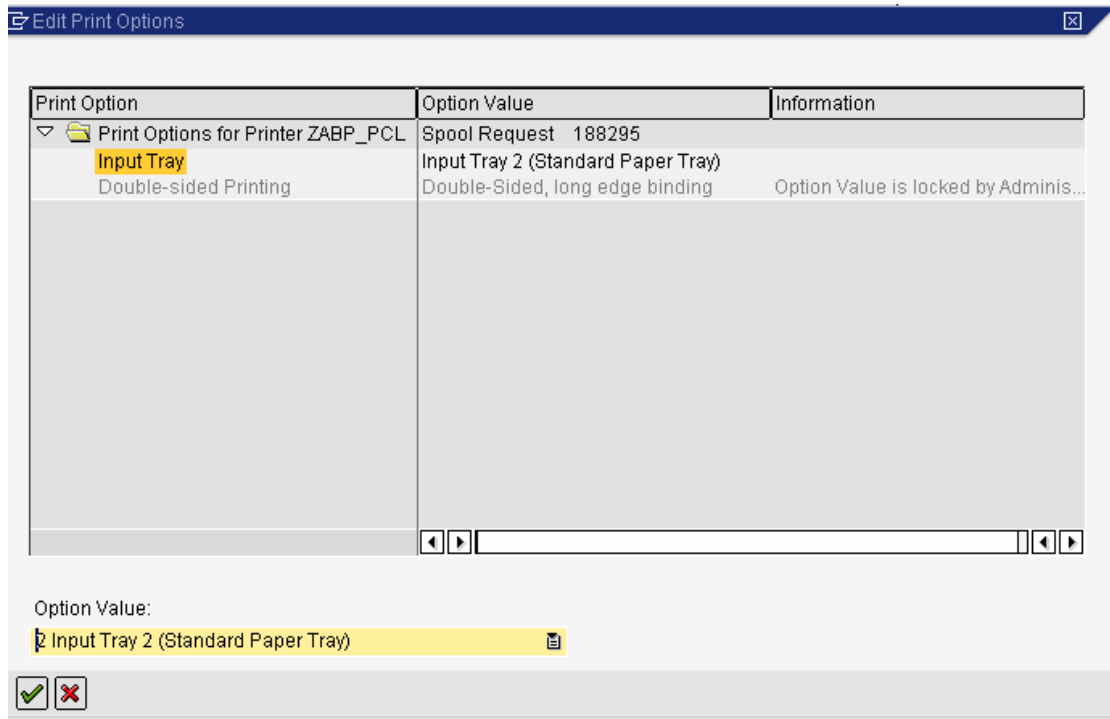 Edit Print Options
Print Option Option Value Information
Print Options for Printer ZABP_PCL Spool Request 188295
Input Tray Input Tray 2 (Standard Paper Tray)
Double-sided Printing Double-Sided, long edge binding Option Value is locked by Adminis...
Option Value:
2 Input Tray 2 (Standard Paper Tray)